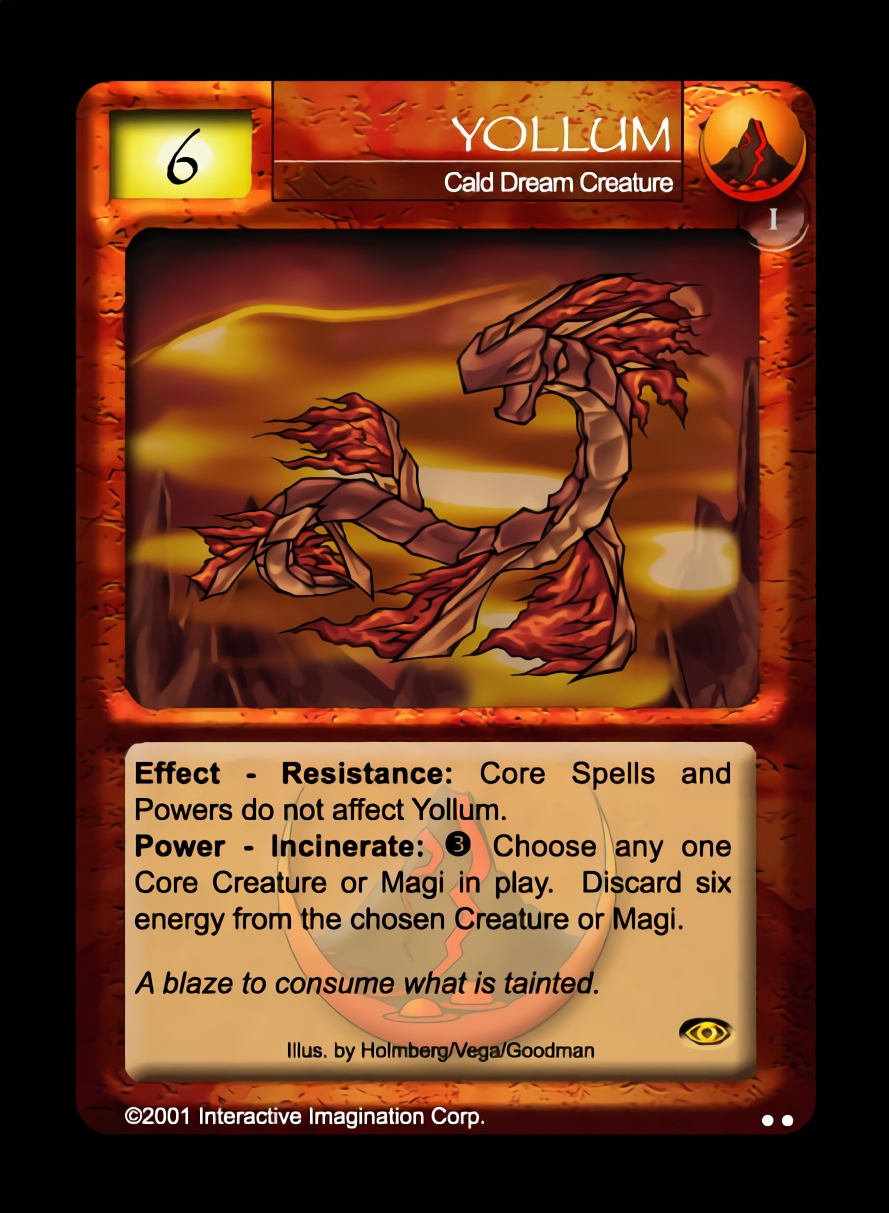 6
YOLLUM
Cald Dream Creature
I
Effect - Resistance: Core Spells and
Powers do not affect Yollum.
Power - Incinerate: ❸ Choose any one
Core Creature or Magi in play. Discard six
energy from the chosen Creature or Magi.
A blaze to consume what is tainted.
Illus. by Holmberg/Vega/Goodman
©2001 Interactive Imagination Corp.